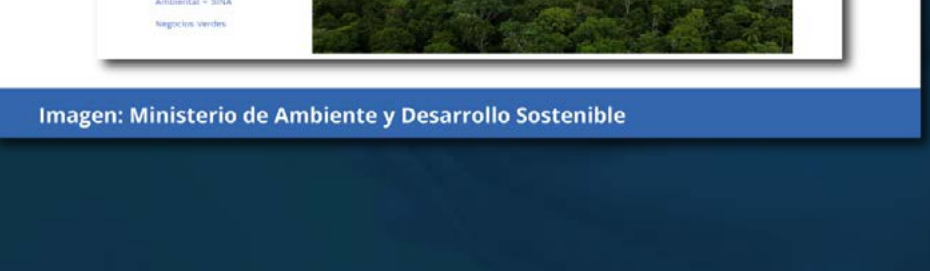 Ambiental – SINA
Negocios Verdes
Imagen: Ministerio de Ambiente y Desarrollo Sostenible